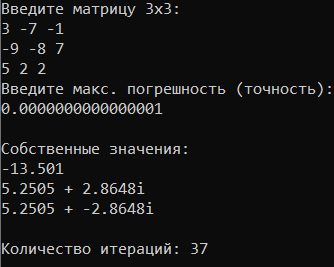 Введите матрицу 3x3:
3 -7 -1
-9 -8 7
5 2 2
Введите макс. погрешность (точность):
0.0000000000000001
Собственные значения:
-13.501
5.2505 + 2.8648i
5.2505 + -2.8648i
Количество итераций: 37